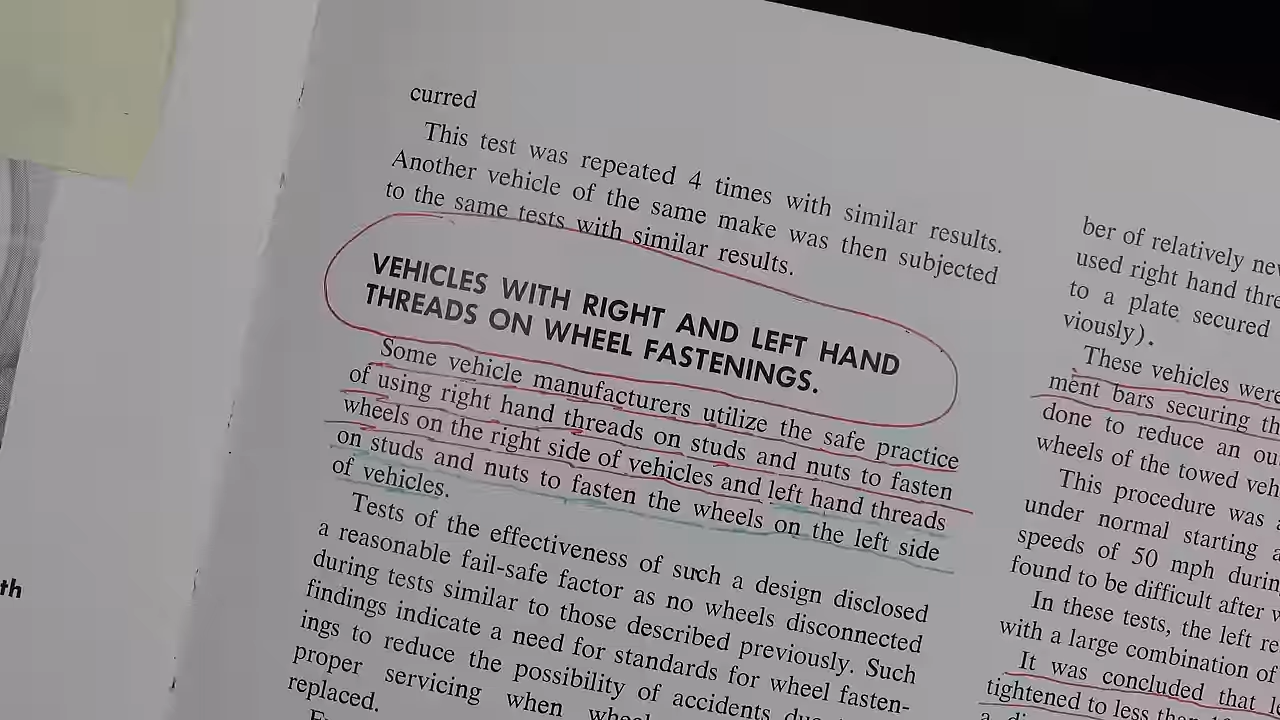 curred
This test was repeated 4 times with similar results.
Another vehicle of the same make was then subjected
to the same tests with similar results.
VEHICLES WITH RIGHT AND LEFT HAND
THREADS ON WHEEL FASTENINGS.
Some vehicle manufacturers utilize the safe practice
of using right hand threads on studs and nuts to fasten
wheels on the right side of vehicles and left hand threads
on studs and nuts to fasten the wheels on the left side
of vehicles.
Tests of the effectiveness of such a design disclosed
a reasonable fail-safe factor as no wheels disconnected
during tests similar to those described previously. Such
findings indicate a need for standards for wheel fasten-
ings to reduce the possibility of accidents
proper servicing when
replaced.
ber of relatively
used right hand
to a plate secured
viously).
These vehicles were
ment bars securing
done to reduce an
wheels of the towed
This procedure was
under normal starting
speeds of 50 mph
found to be difficult after
In these tests, the left
with a large combination of
It was concluded that
tightened to less
a
th